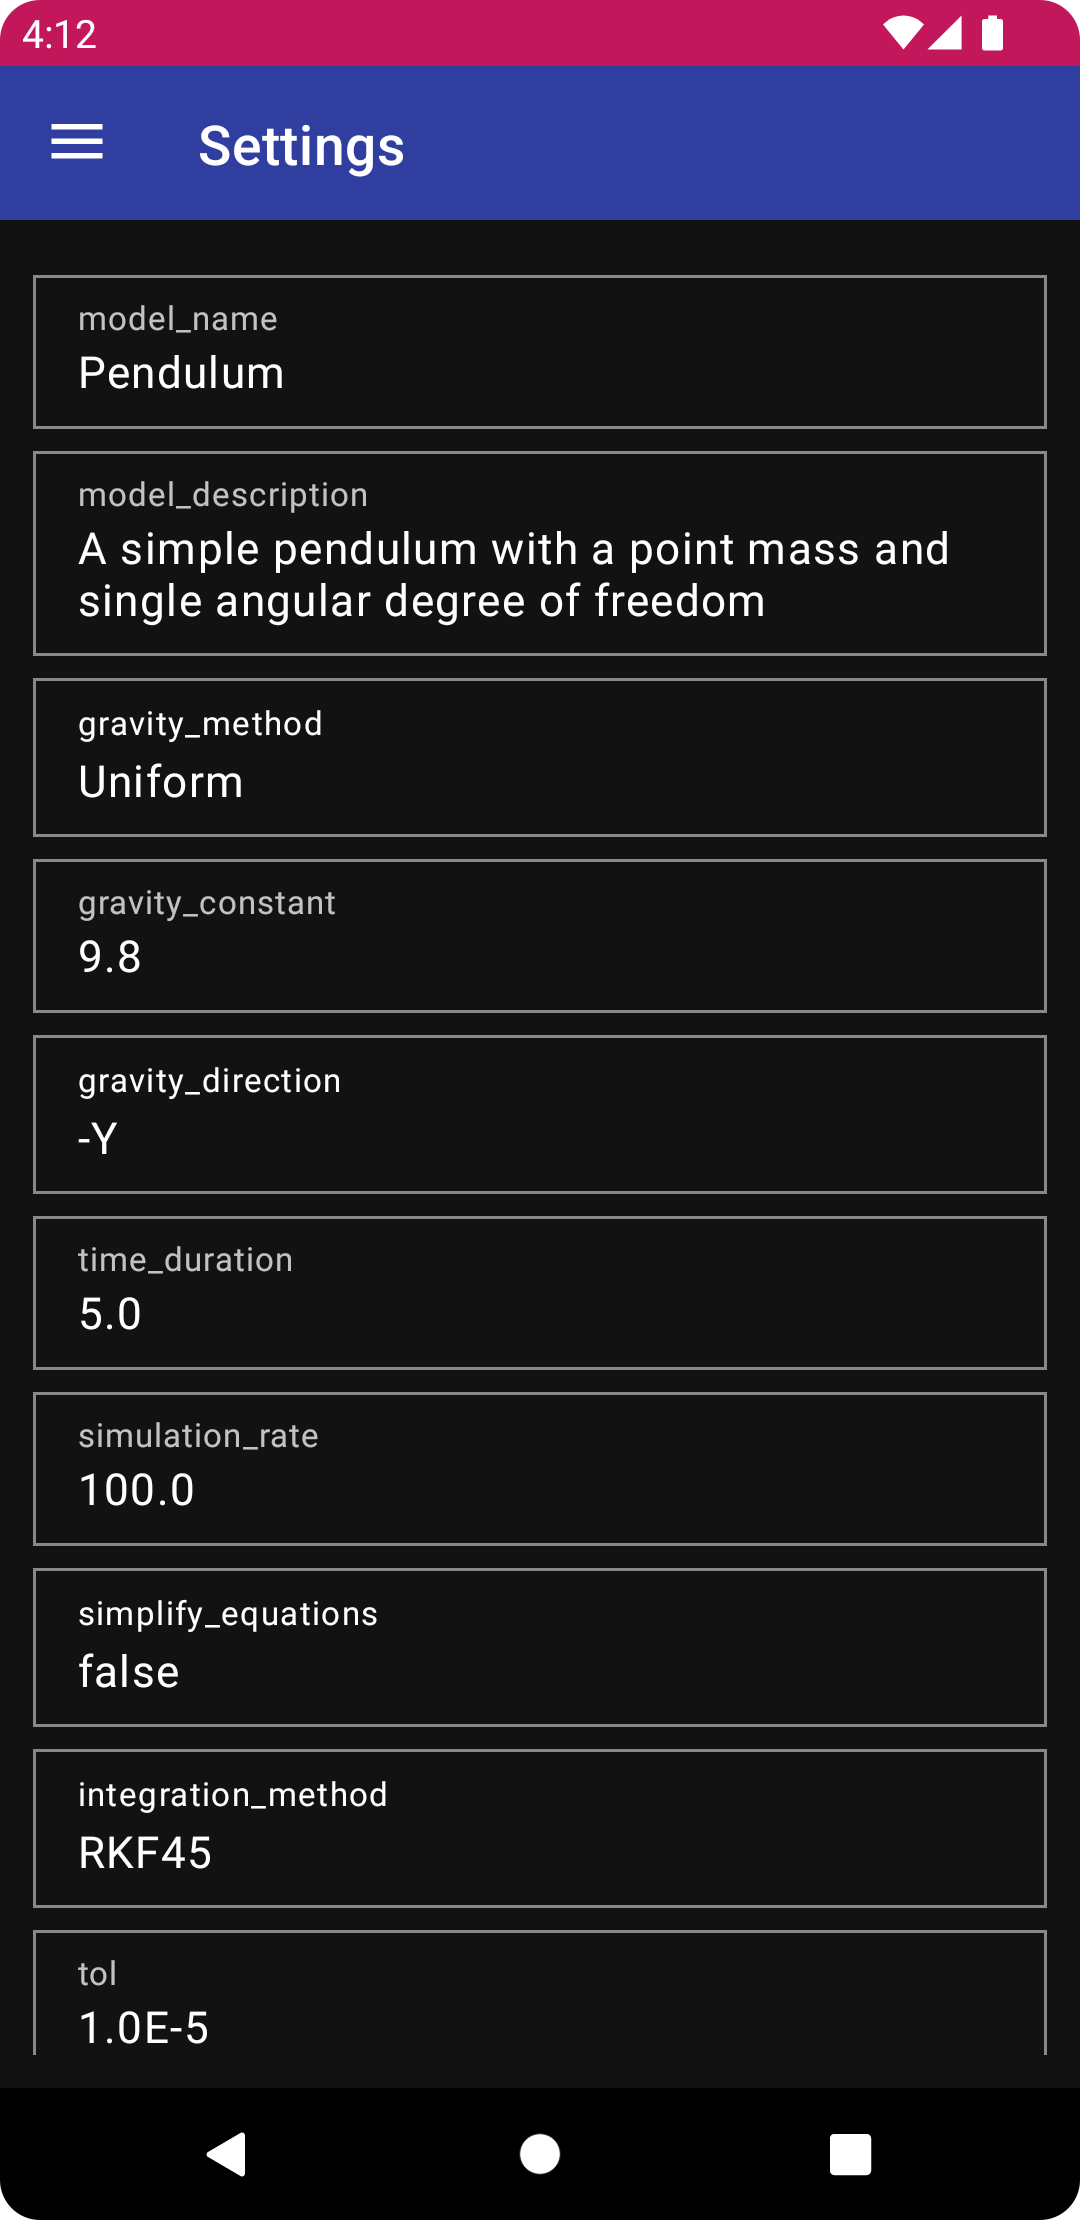 4:12
Settings
model_name
Pendulum
model_description
A simple pendulum with a point mass and
single angular degree of freedom
gravity_method
Uniform
gravity_constant
9.8
gravity_direction
-Y
time_duration
5.0
simulation_rate
100.0
simplify_equations
false
integration_method
RKF45
tol
1.0E-5